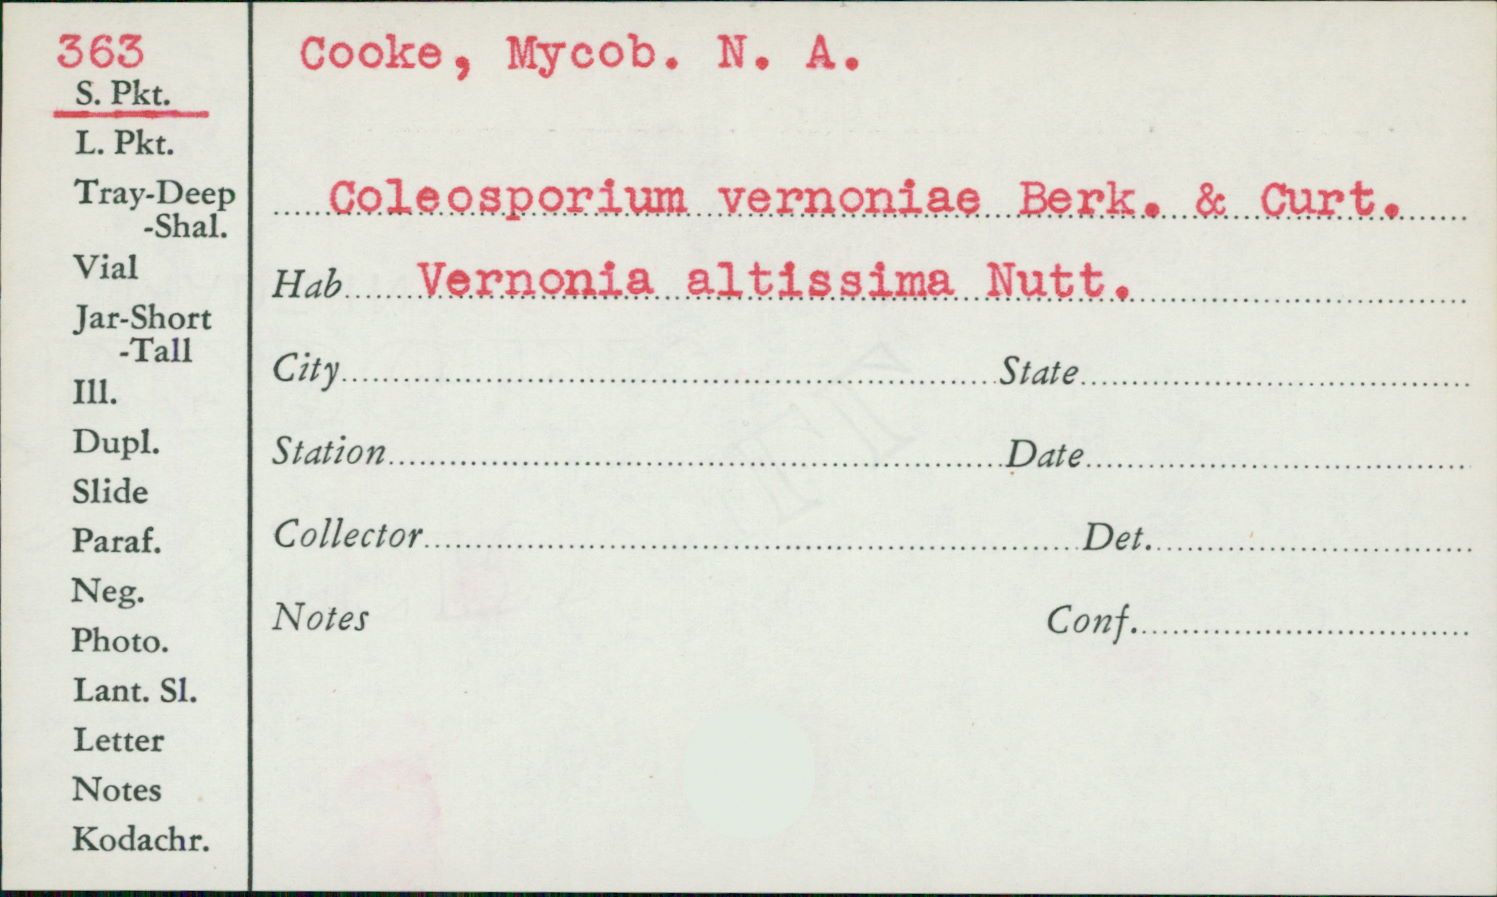 363
S. Pkt.
L. Pkt.
Tray-Deep
-Shal.
Vial
Jar-Short
-Tall
Ill.
Dupl.
Slide
Paraf.
Neg.
Photo.
Lant. Sl.
Letter
Notes
Kodachr.
Cooke, Mycob. N. A.
Coleosporium vernoniae Berk. & Curt.
Hab Vernonia altissima Nutt.
City State
Station Date
Collector Det.
Notes Conf.